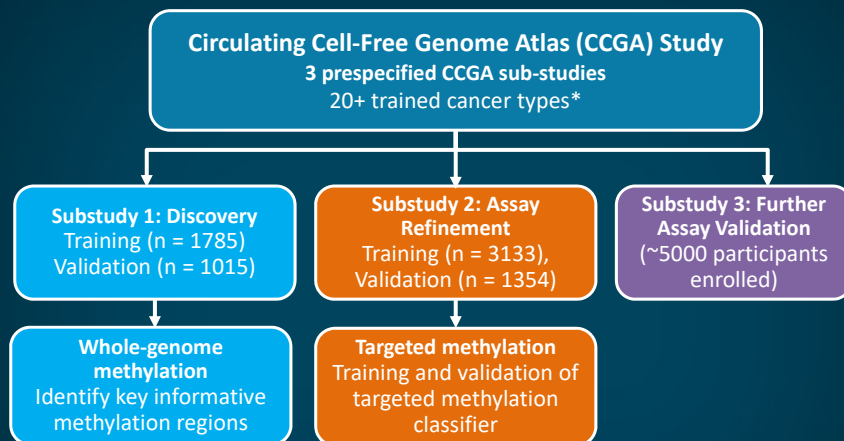 Circulating Cell-Free Genome Atlas (CCGA) Study
3 prespecified CCGA sub-studies
20+ trained cancer types*
Substudy 1: Discovery
Training (n = 1785)
Validation (n = 1015)
Substudy 2: Assay
Refinement
Training (n = 3133),
Validation (n = 1354)
Substudy 3: Further
Assay Validation
(~5000 participants
enrolled)
Whole-genome
methylation
Identify key informative
methylation regions
Targeted methylation
Training and validation of
targeted methylation
classifier